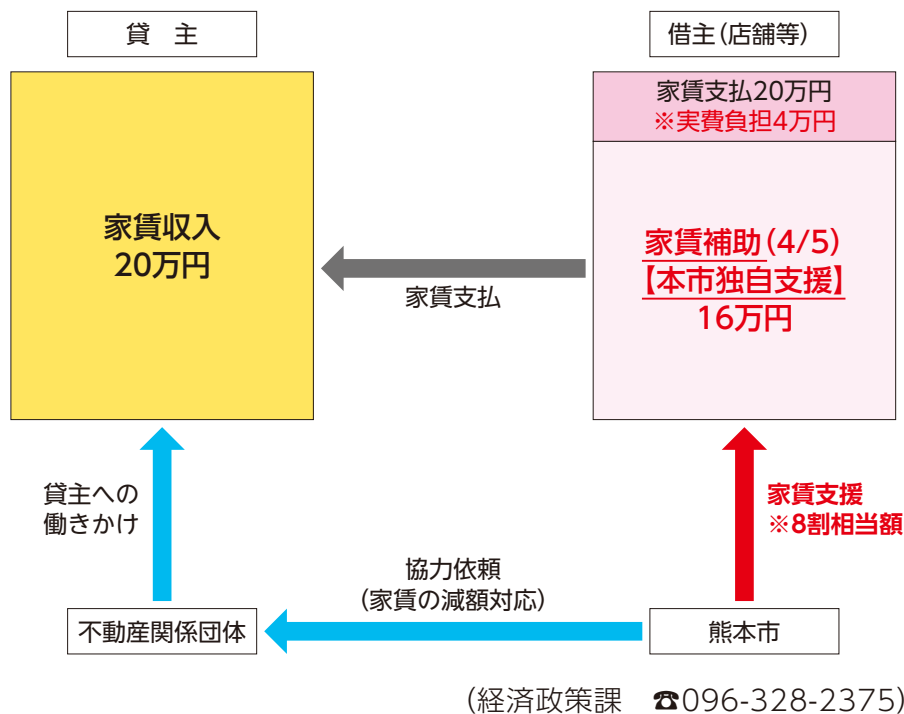 貸　主
借主(店舗等)
家賃収入
20万円
家賃支払
家賃支払20万円
※実費負担4万円
家賃補助(4/5)
【本市独自支援】
16万円
貸主への
働きかけ
家賃支援
※8割相当額
協力依頼
(家賃の減額対応)
不動産関係団体
熊本市
(経済政策課　☎096-328-2375)